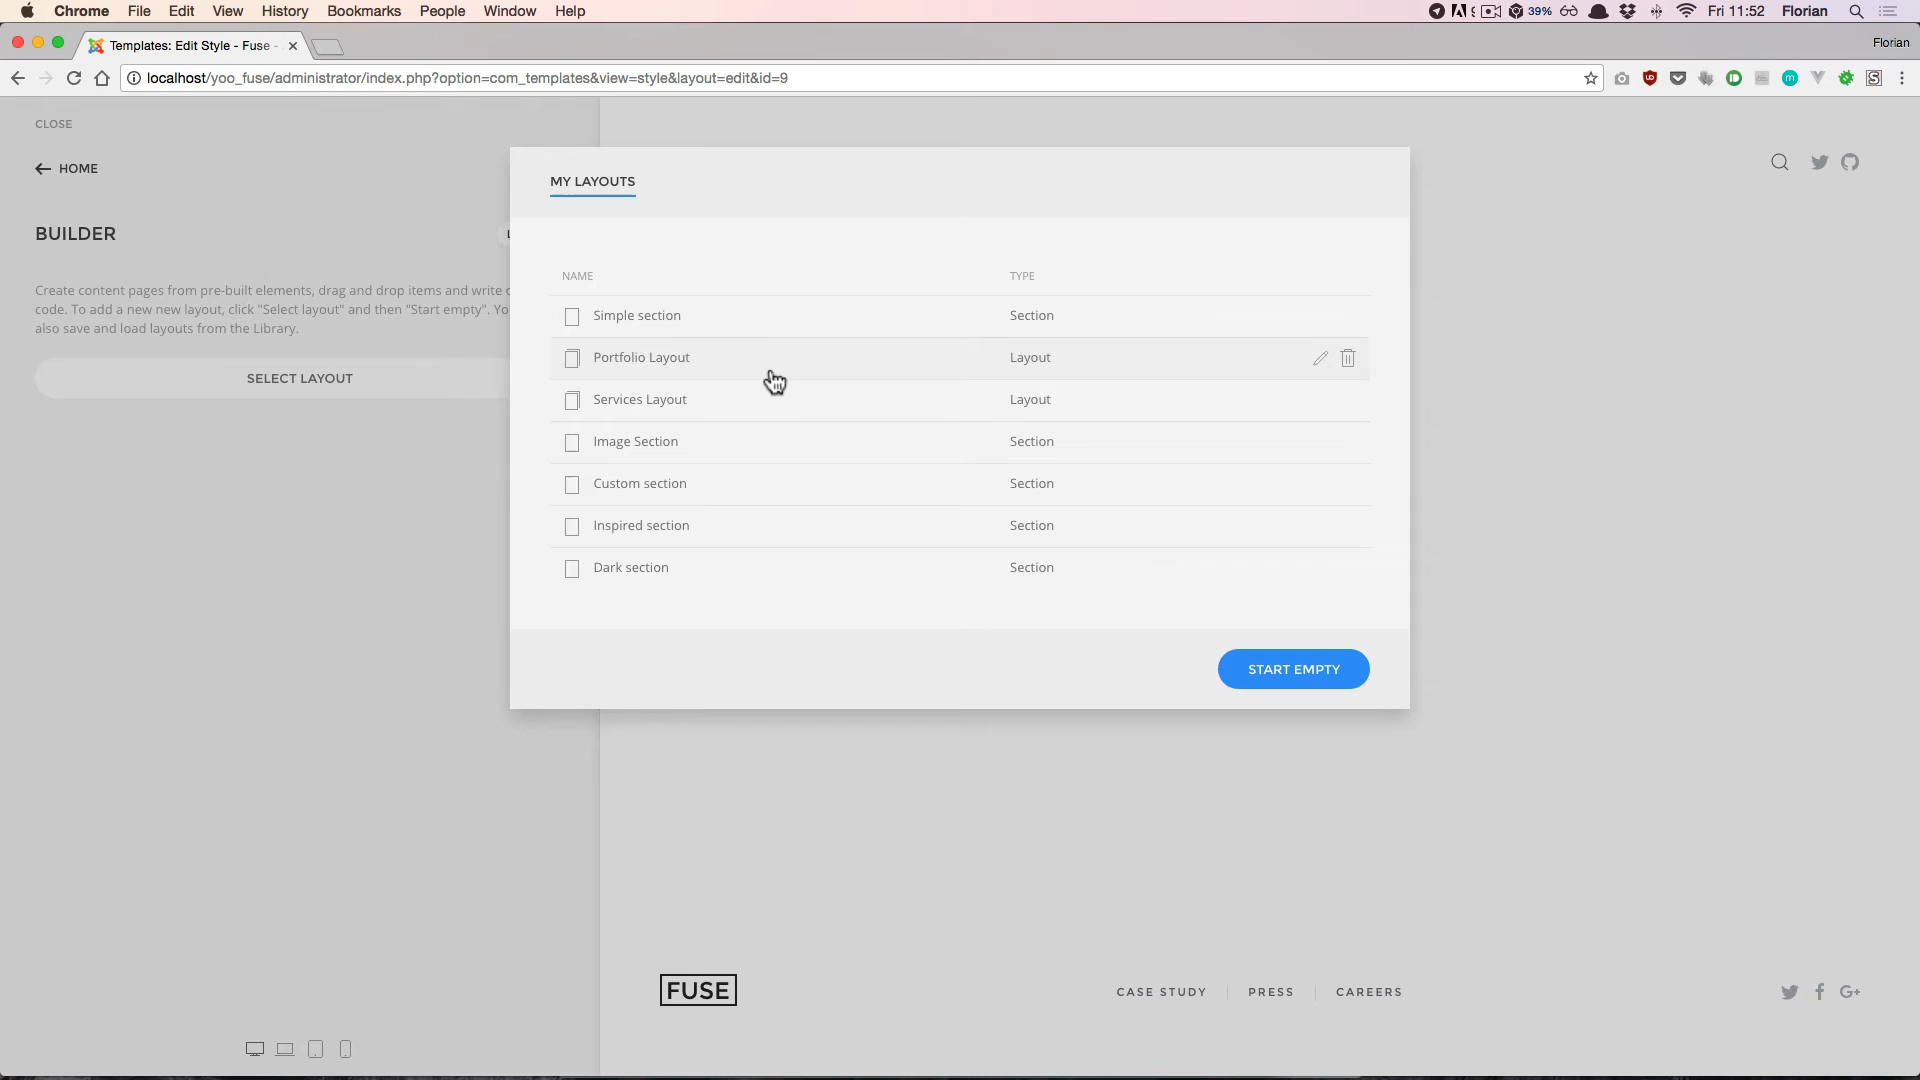 Chrome File Edit View History Bookmarks People Window Help
39% Fri 11:52 Florian
Templates: Edit Style - Fuse -
Florian
localhost/yoo_fuse/administrator/index.php?option=com_templates&view=style&layout=edit&id=9
CLOSE
HOME
BUILDER
Create content pages from pre-built elements, drag and drop items and write
code. To add a new new layout, click "Select layout" and then "Start empty".
also save and load layouts from the Library.
SELECT LAYOUT
MY LAYOUTS
NAME TYPE
Simple section Section
Portfolio Layout Layout
Services Layout Layout
Image Section Section
Custom section Section
Inspired section Section
Dark section Section
START EMPTY
FUSE
CASE STUDY PRESS CAREERS